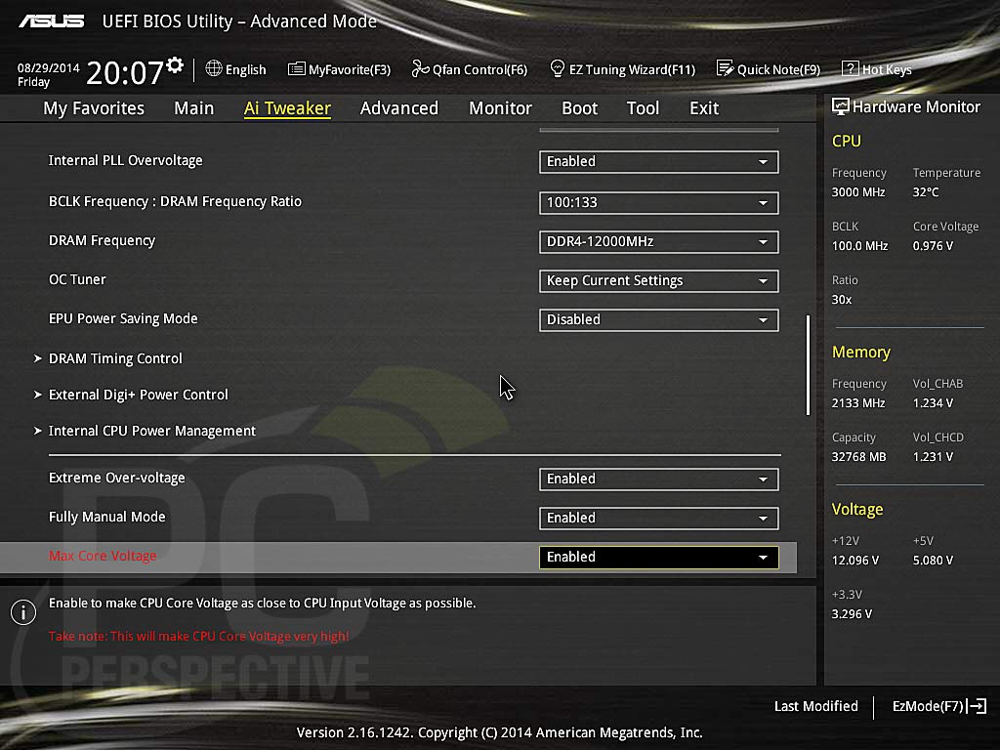 ASUS UEFI BIOS Utility – Advanced Mode
08/29/2014
Friday
20:07
English
MyFavorite(F3)
Qfan Control(F6)
EZ Tuning Wizard(F11)
Quick Note(F9)
? Hot Keys
My Favorites
Main
Ai Tweaker
Advanced
Monitor
Boot
Tool
Exit
Internal PLL Overvoltage Enabled
BCLK Frequency : DRAM Frequency Ratio 100:133
DRAM Frequency DDR4-12000MHz
OC Tuner Keep Current Settings
EPU Power Saving Mode Disabled
> DRAM Timing Control
> External Digi+ Power Control
> Internal CPU Power Management
Extreme Over-voltage Enabled
Fully Manual Mode Enabled
Max Core Voltage Enabled
i Enable to make CPU Core Voltage as close to CPU Input Voltage as possible.
Take note: This will make CPU Core Voltage very high!
PC
PERSPECTIVE
Hardware Monitor
CPU
Frequency Temperature
3000 MHz 32°C
BCLK Core Voltage
100.0 MHz 0.976 V
Ratio
30x
Memory
Frequency Vol_CHAB
2133 MHz 1.234 V
Capacity Vol_CHCD
32768 MB 1.231 V
Voltage
+12V +5V
12.096 V 5.080 V
+3.3V
3.296 V
Last Modified
EzMode(F7)
Version 2.16.1242. Copyright (C) 2014 American Megatrends, Inc.